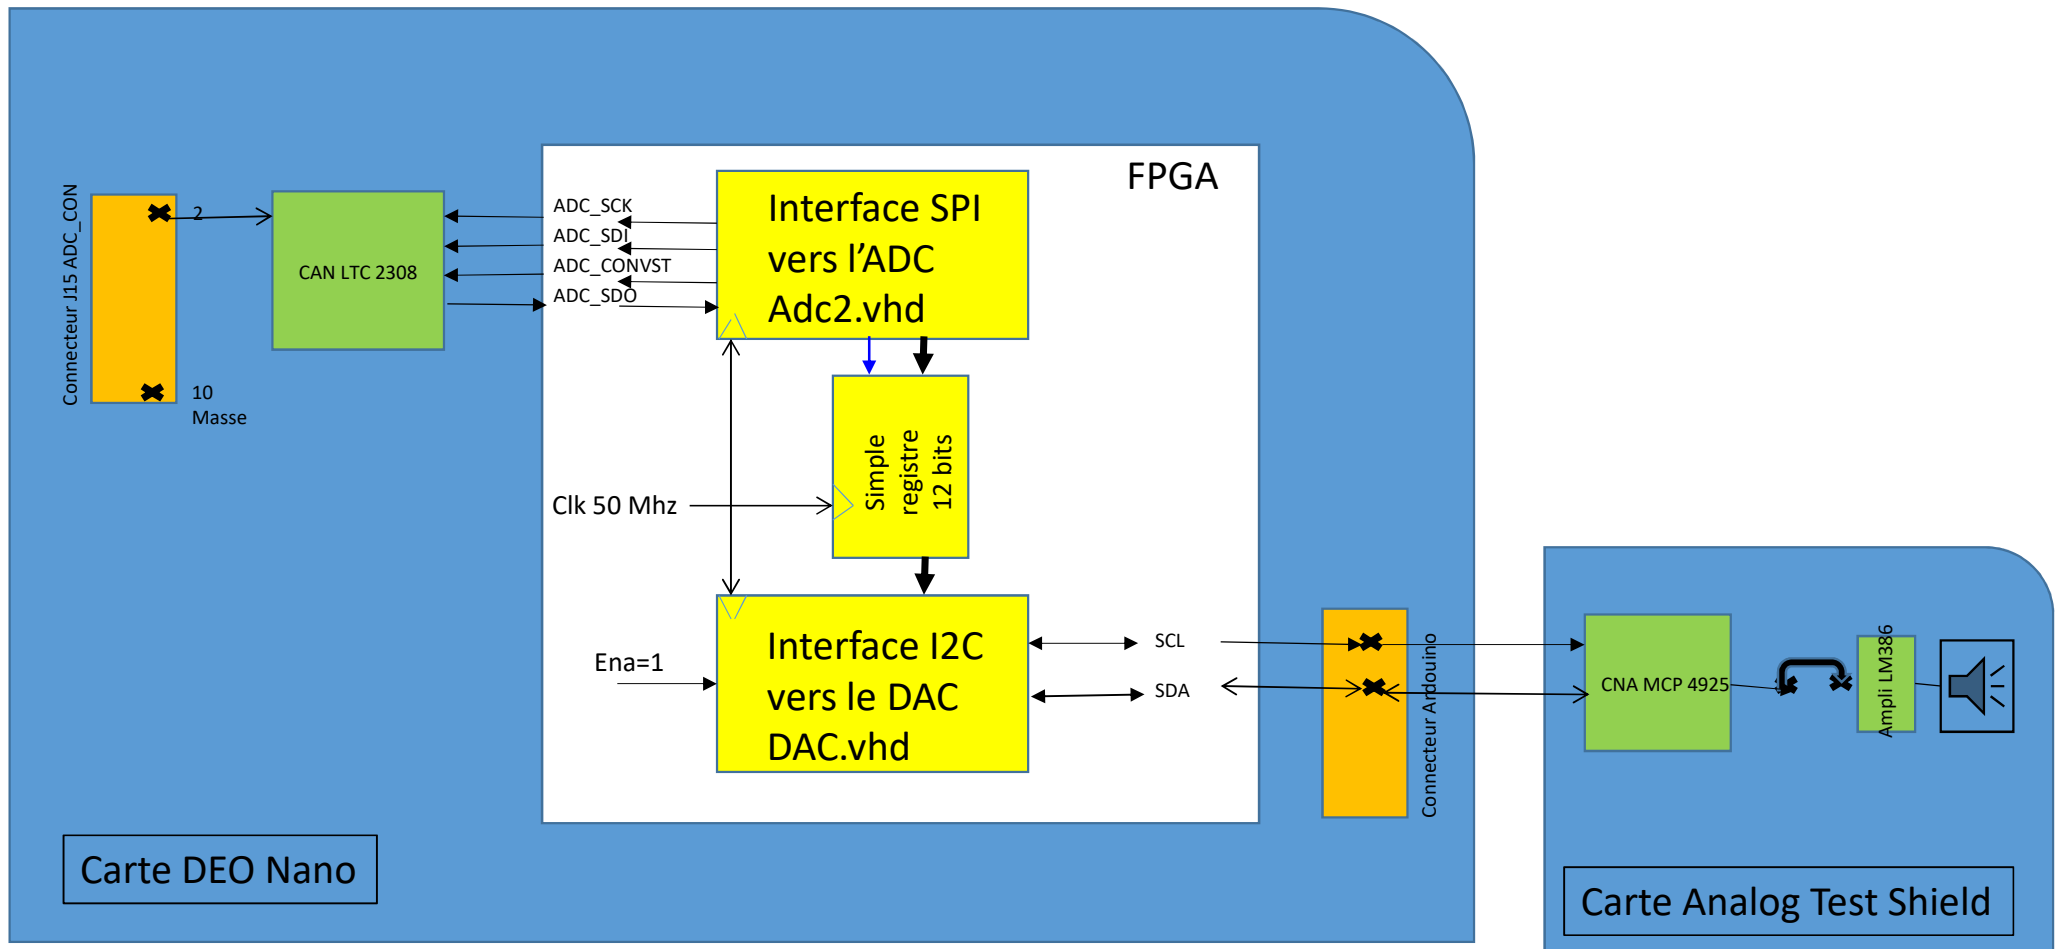 FPGA
Connecteur J15 ADC_CON
2
10
Masse
CAN LTC 2308
ADC_SCK
ADC_SDI
ADC_CONVST
ADC_SDO
Interface SPI
vers l’ADC
Adc2.vhd
Simple
registre
12 bits
Clk 50 Mhz
Ena=1
Interface I2C
vers le DAC
DAC.vhd
SCL
SDA
Connecteur Ardouino
CNA MCP 4925
Ampli LM386
Carte DEO Nano
Carte Analog Test Shield